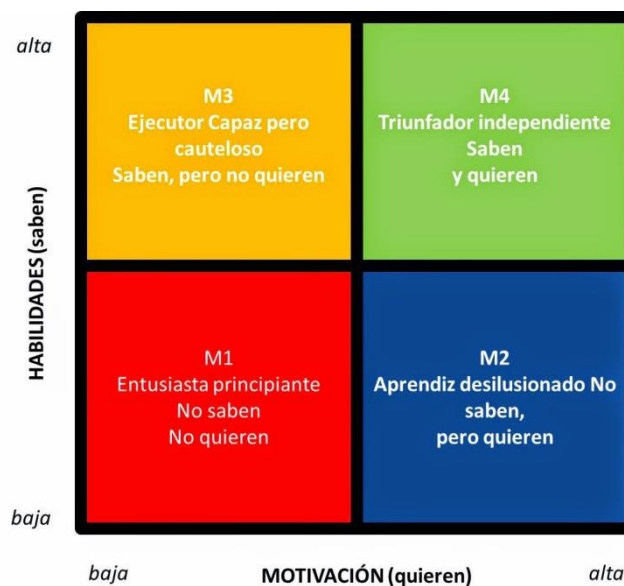 alta
M3
Ejecutor Capaz pero
cauteloso
Saben, pero no quieren
M4
Triunfador independiente
Saben
y quieren
HABILIDADES (saben)
M1
Entusiasta principiante
No saben
No quieren
M2
Aprendiz desilusionado No
saben,
pero quieren
baja
baja
MOTIVACIÓN (quieren)
alta